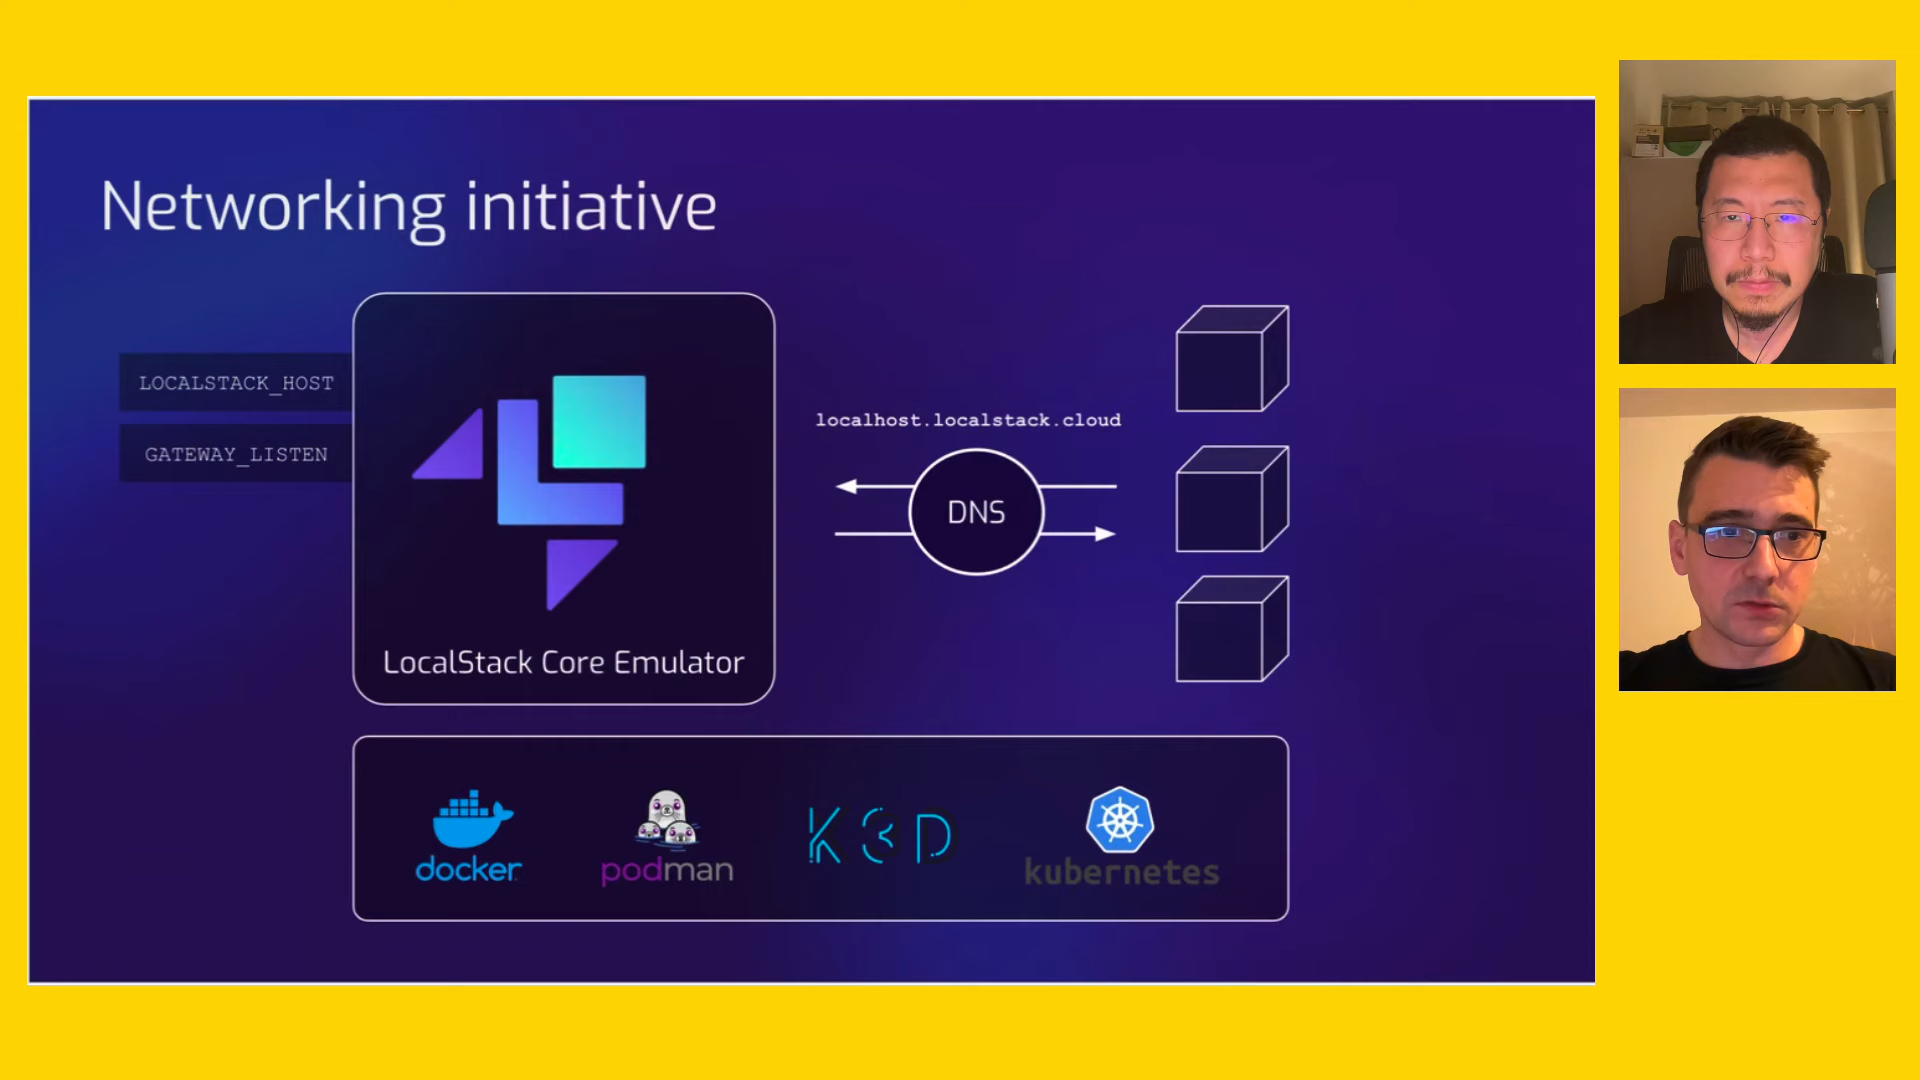 Networking initiative
LOCALSTACK_HOST
GATEWAY_LISTEN
localhost.localstack.cloud
DNS
LocalStack Core Emulator
docker
podman
K3D
kubernetes